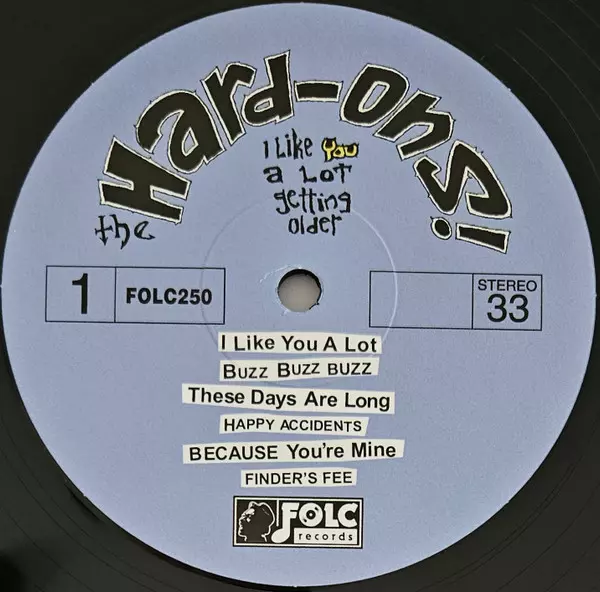 the Hard-ons!
I Like You
a Lot
getting
older
1
FOLC250
STEREO
33
I Like You A Lot
BUZZ BUZZ BUZZ
These Days Are Long
HAPPY ACCIDENTS
BECAUSE You're Mine
FINDER'S FEE
FOLC
records